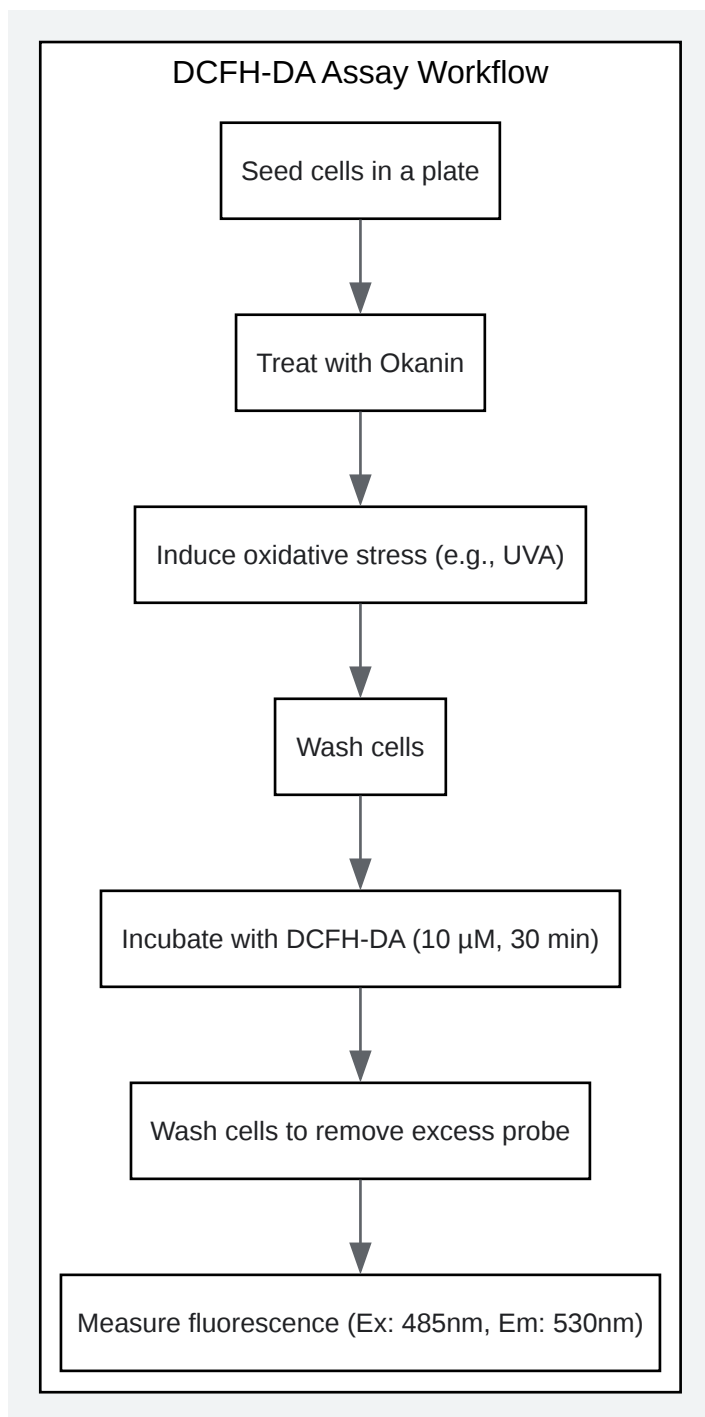 DCFH-DA Assay Workflow
Seed cells in a plate
Treat with Okanin
Induce oxidative stress (e.g., UVA)
Wash cells
Incubate with DCFH-DA (10 µM, 30 min)
Wash cells to remove excess probe
Measure fluorescence (Ex: 485nm, Em: 530nm)